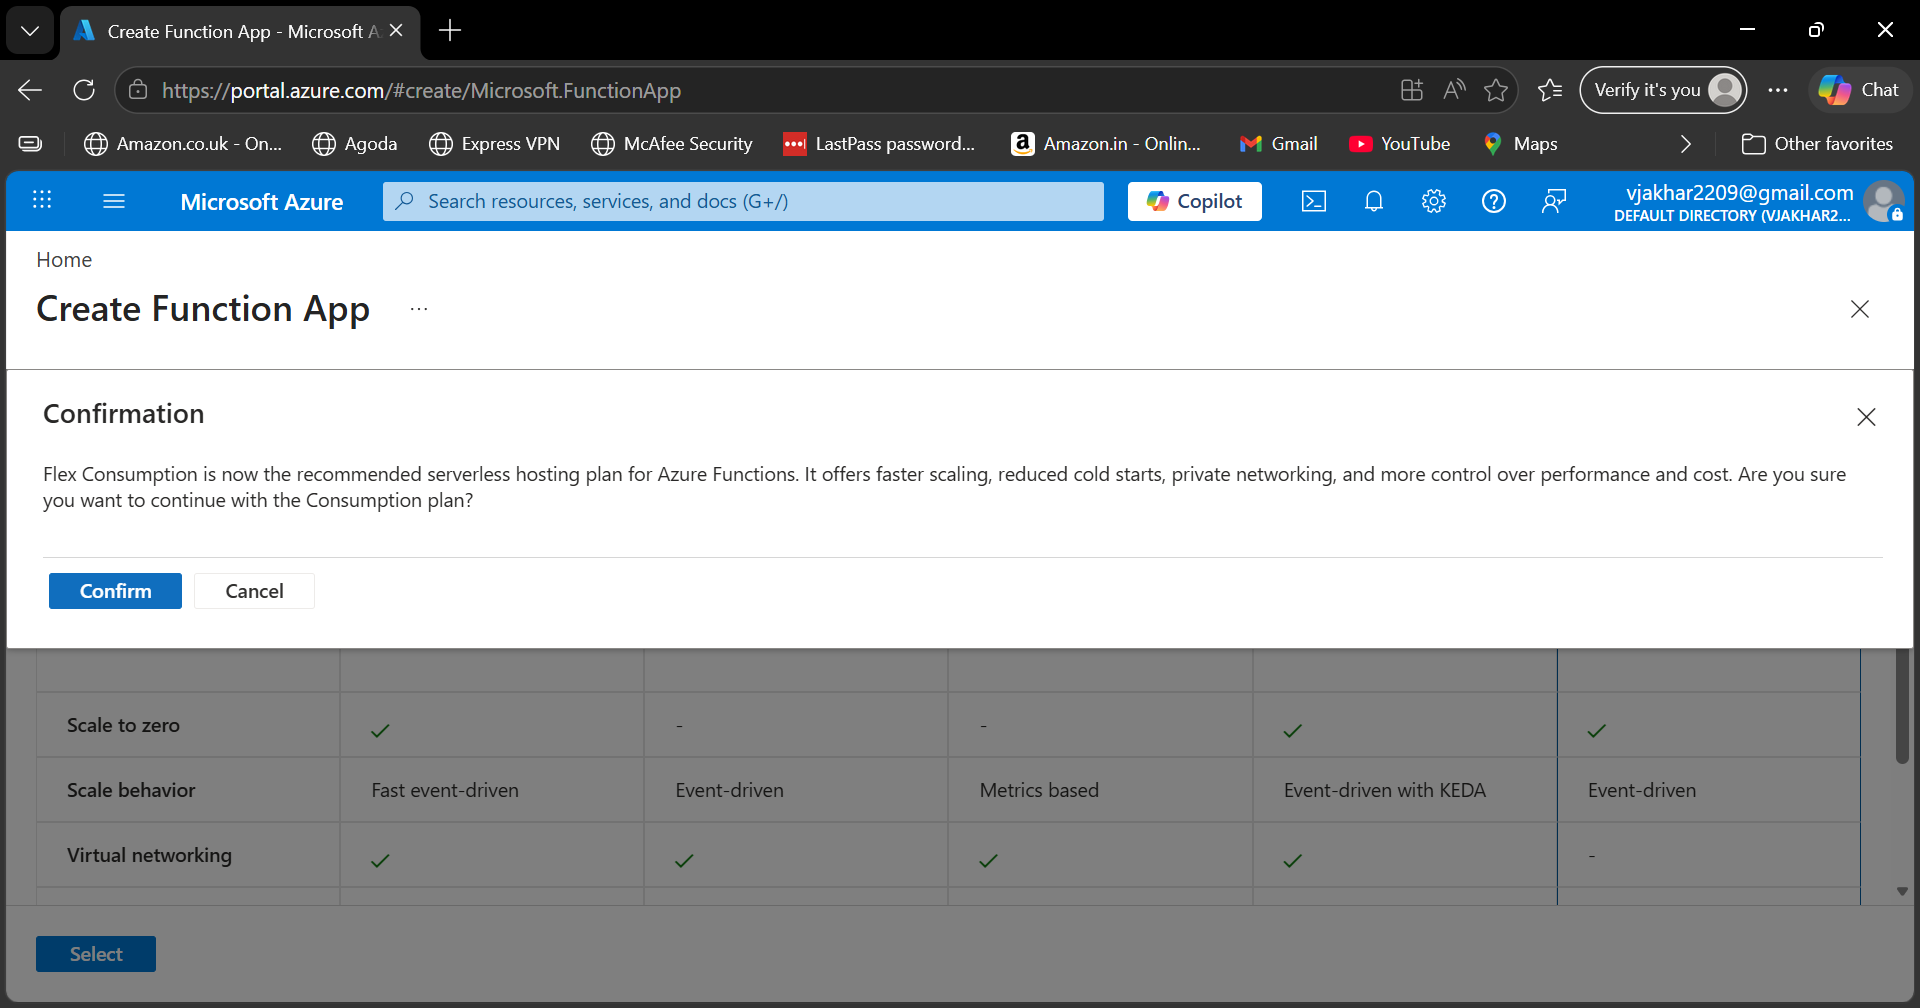 Create Function App - Microsoft A
https://portal.azure.com/#create/Microsoft.FunctionApp
Verify it's you
Chat
Amazon.co.uk - On...
Agoda
Express VPN
McAfee Security
LastPass password...
Amazon.in - Onlin...
Gmail
YouTube
Maps
Other favorites
Microsoft Azure
Search resources, services, and docs (G+/)
Copilot
vjakhar2209@gmail.com
DEFAULT DIRECTORY (VJAKHAR2...
Home
Create Function App ...
Confirmation
Flex Consumption is now the recommended serverless hosting plan for Azure Functions. It offers faster scaling, reduced cold starts, private networking, and more control over performance and cost. Are you sure
you want to continue with the Consumption plan?
Confirm
Cancel
Scale to zero - -
Scale behavior Fast event-driven Event-driven Metrics based Event-driven with KEDA Event-driven
Virtual networking -
Select